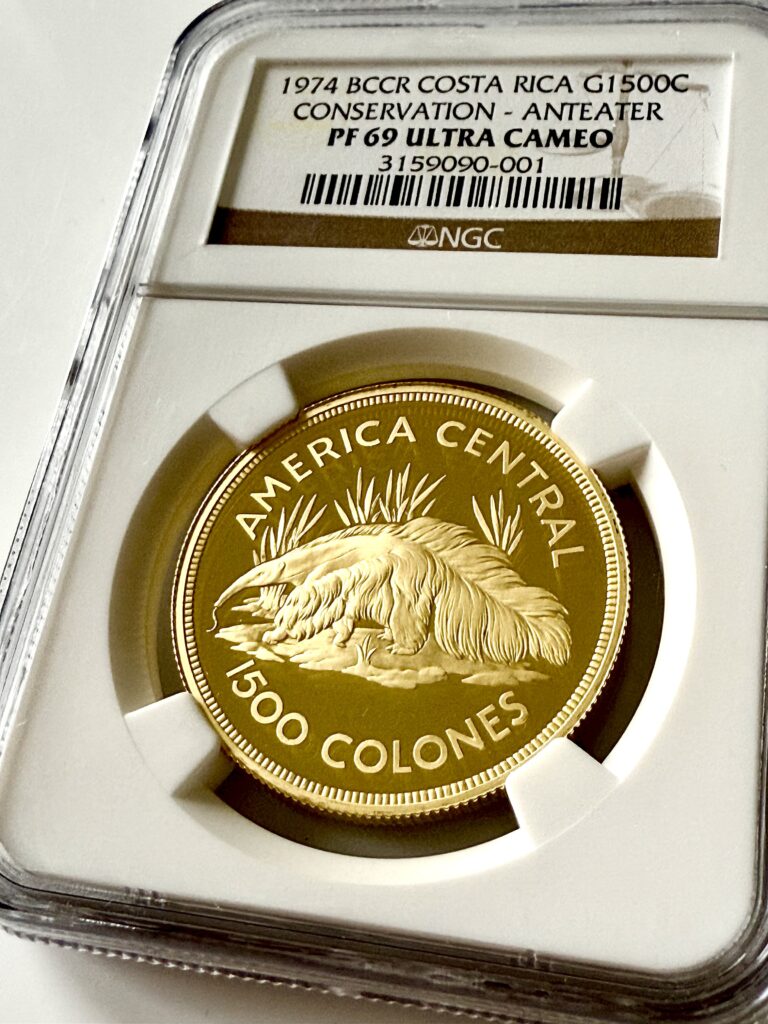 1974 BCCR COSTA RICA G1500C
CONSERVATION - ANTEATER
PF 69 ULTRA CAMEO
3159090-001
NGC
AMERICA CENTRAL
1500 COLONES